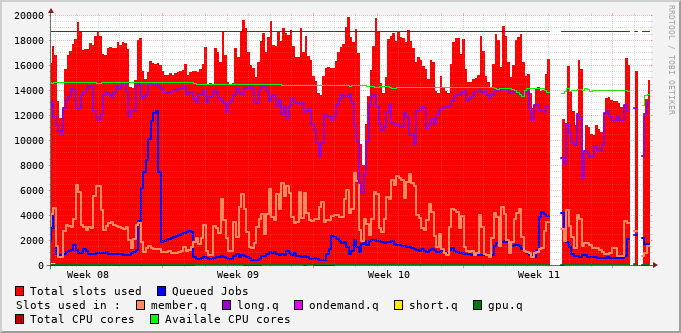 20000
18000
16000
14000
12000
10000
8000
6000
4000
2000
0
Week 08 Week 09 Week 10 Week 11
Total slots used Queued Jobs
Slots used in : member.q long.q ondemand.q short.q gpu.q
Total CPU cores Availale CPU cores
RRDTOOL / TOBI OETIKER